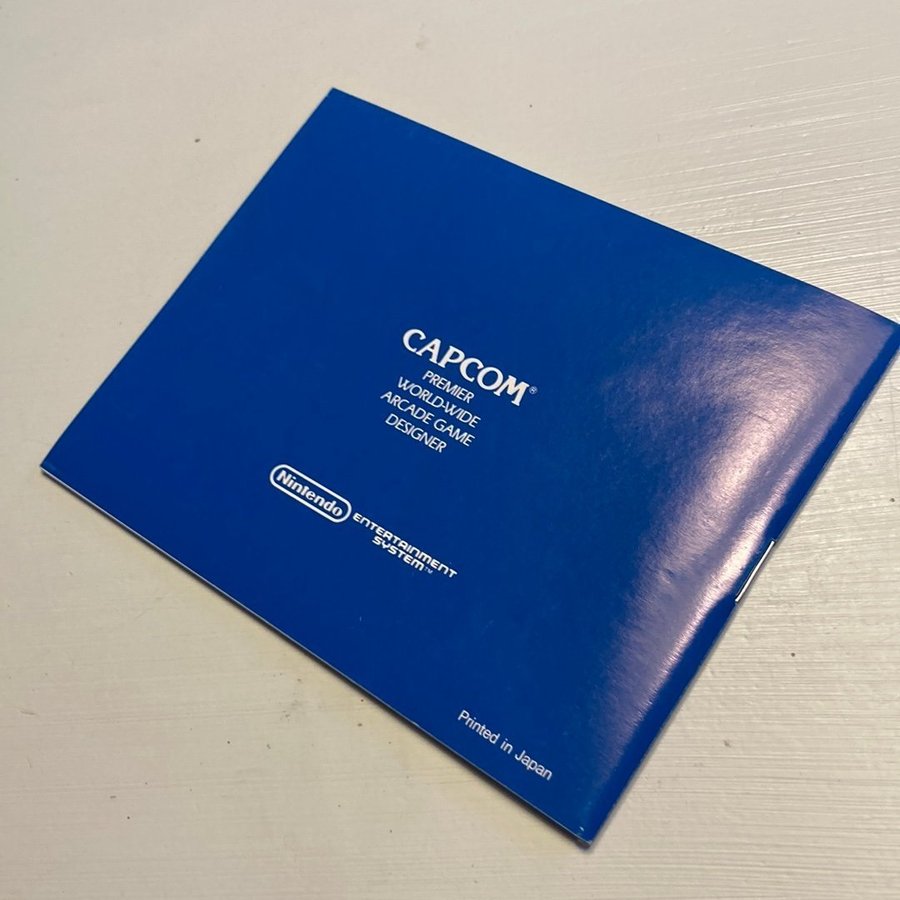 CAPCOM®
PREMIER
WORLD-WIDE
ARCADE GAME
DESIGNER
Nintendo ENTERTAINMENT
SYSTEM™
Printed in Japan